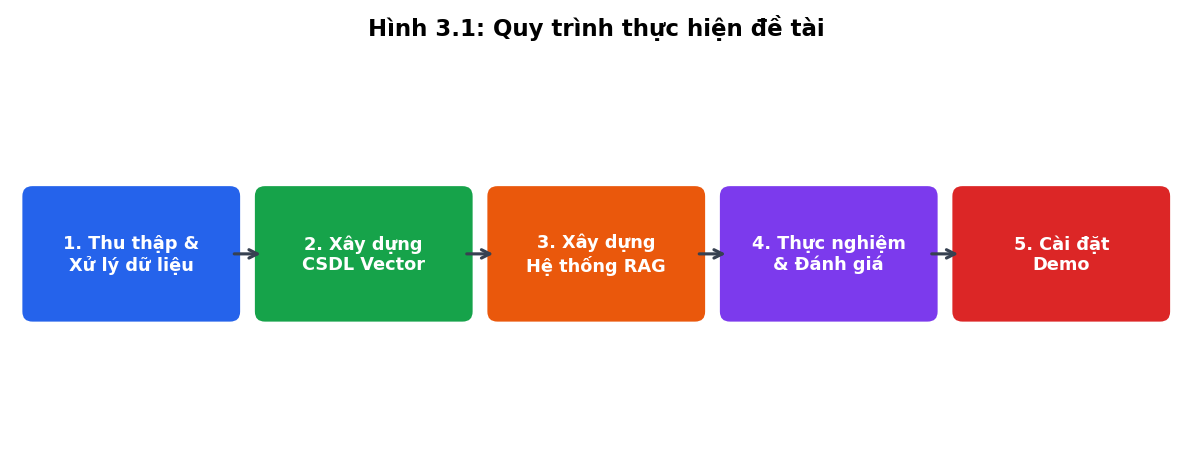 Hình 3.1: Quy trình thực hiện đề tài
1. Thu thập &
Xử lý dữ liệu
2. Xây dựng
CSDL Vector
3. Xây dựng
Hệ thống RAG
4. Thực nghiệm
& Đánh giá
5. Cài đặt
Demo